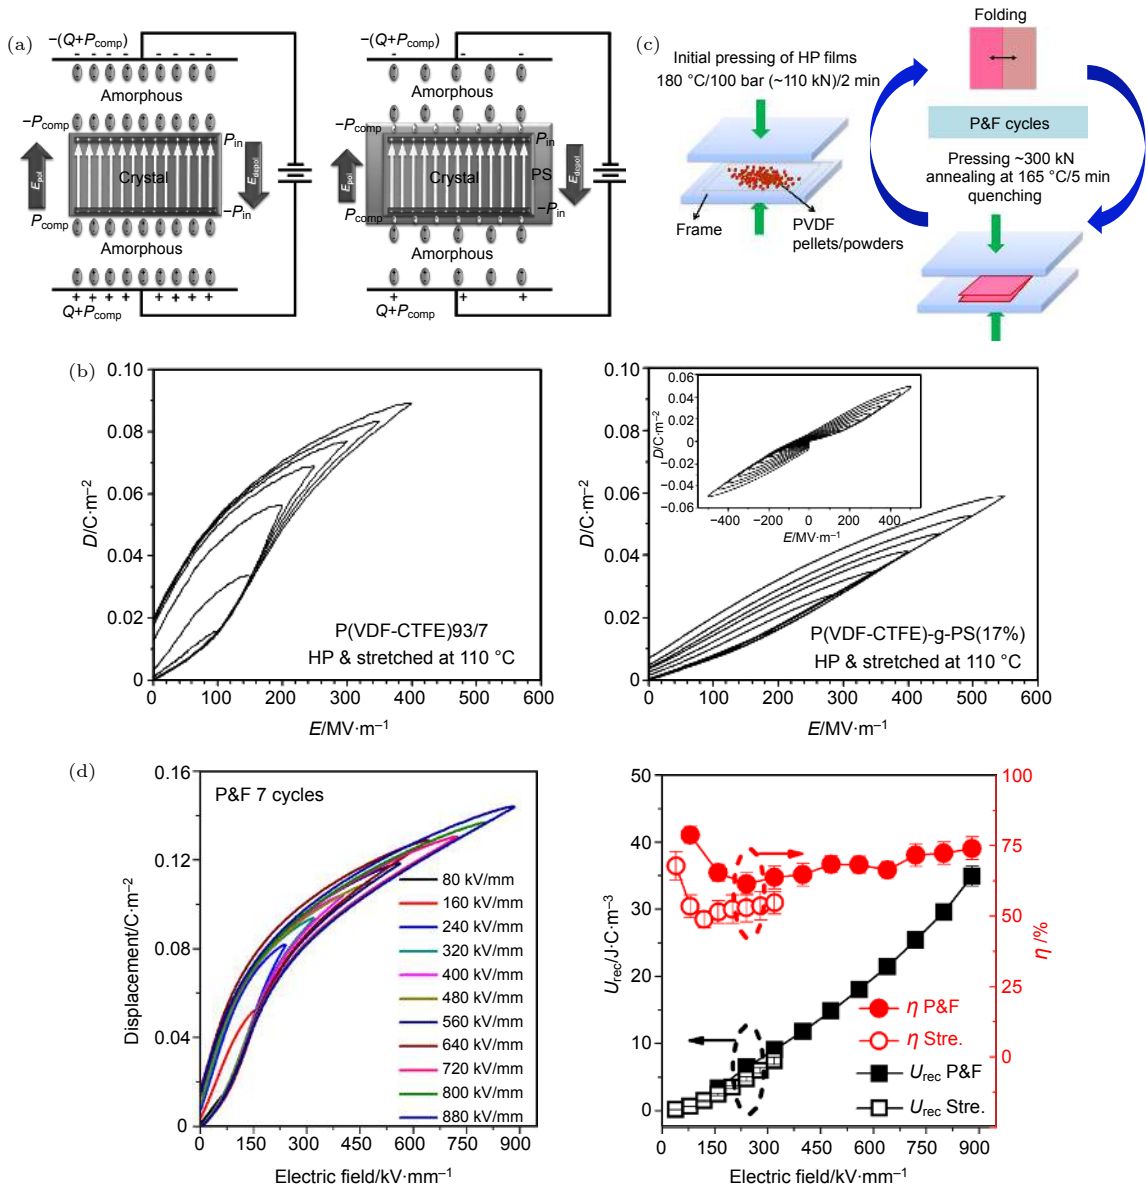 (a)
−(Q+Pcomp)
- - - - - - - - -
Amorphous
−Pcomp
Pin
Epol
Crystal
Edepol
Pcomp
−Pin
Amorphous
+ + + + + + + + +
Q+Pcomp
−(Q+Pcomp)
- - -
Amorphous
−Pcomp
Pin
Epol
Crystal
PS
Edepol
Pcomp
−Pin
Amorphous
+ + +
Q+Pcomp
(c)
Initial pressing of HP films
180 °C/100 bar (~110 kN)/2 min
Frame
PVDF
pellets/powders
Folding
P&F cycles
Pressing ~300 kN
annealing at 165 °C/5 min
quenching
(b)
D/C·m−2
0.10
0.08
0.06
0.04
0.02
0
0 100 200 300 400 500 600
E/MV·m−1
P(VDF-CTFE)93/7
HP & stretched at 110 °C
D/C·m−2
0.10
0.08
0.06
0.04
0.02
0
0 100 200 300 400 500 600
E/MV·m−1
D/C·m−2
0.06
0.04
0.02
0
−0.02
−0.04
−0.06
−400 −200 0 200 400
E/MV·m−1
P(VDF-CTFE)-g-PS(17%)
HP & stretched at 110 °C
(d)
Displacement/C·m−2
0.16
0.12
0.08
0.04
0
0 150 300 450 600 750 900
Electric field/kV·mm−1
P&F 7 cycles
80 kV/mm
160 kV/mm
240 kV/mm
320 kV/mm
400 kV/mm
480 kV/mm
560 kV/mm
640 kV/mm
720 kV/mm
800 kV/mm
880 kV/mm
Urec/J·C·m−3
50
40
30
20
10
0
0 150 300 450 600 750 900
Electric field/kV·mm−1
100
75
50
25
0
η /%
η P&F
η Stre.
Urec P&F
Urec Stre.